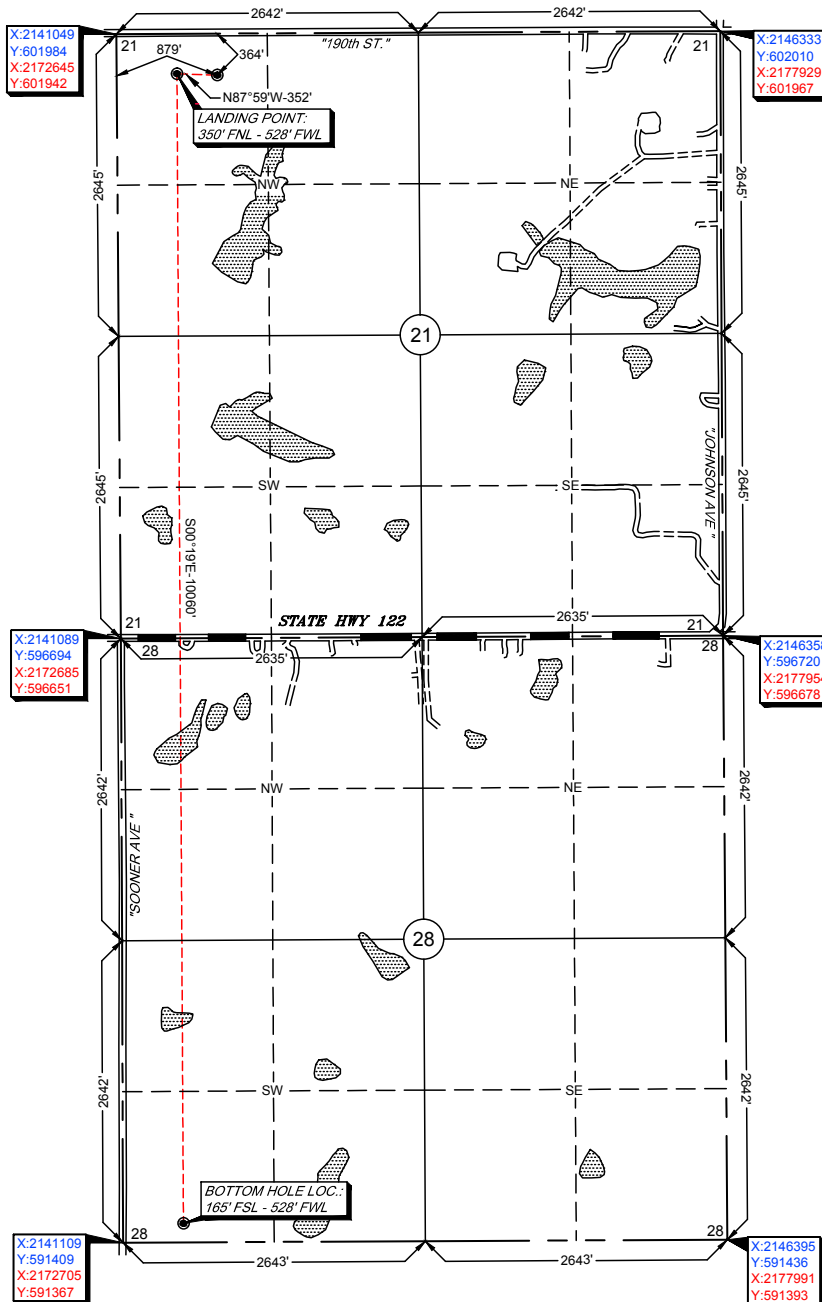 2642'
2642'
X:2141049
Y:601984
X:2172645
Y:601942
21
879'
364'
"190th ST."
21
X:2146333
Y:602010
X:2177929
Y:601967
N87°59'W-352'
LANDING POINT:
350' FNL - 528' FWL
2645'
NW
NE
2645'
21
2645'
"JOHNSON AVE "
2645'
SW
SE
S00°19'E-10060'
STATE HWY 122
2635'
21
21
X:2141089
Y:596694
X:2172685
Y:596651
28
2635'
28
X:2146358
Y:596720
X:2177954
Y:596678
2642'
NW
NE
2642'
"SOONER AVE "
28
2642'
SW
SE
2642'
BOTTOM HOLE LOC.:
165' FSL - 528' FWL
28
28
X:2141109
Y:591409
X:2172705
Y:591367
2643'
2643'
X:2146395
Y:591436
X:2177991
Y:591393